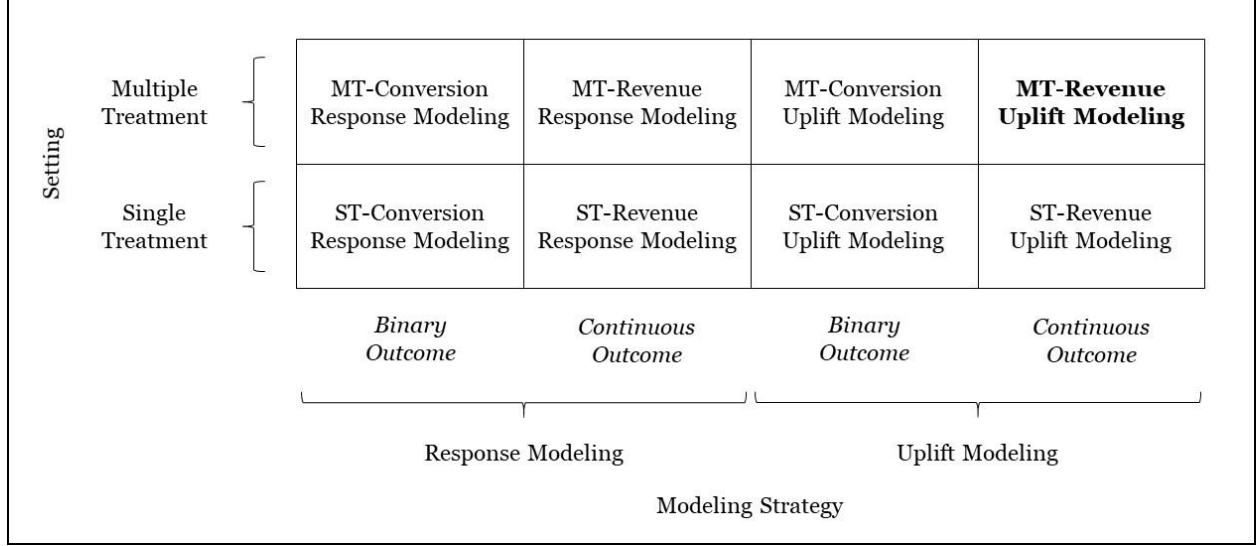 Setting
Multiple
Treatment
MT-Conversion
Response Modeling
MT-Revenue
Response Modeling
MT-Conversion
Uplift Modeling
MT-Revenue
Uplift Modeling
Single
Treatment
ST-Conversion
Response Modeling
ST-Revenue
Response Modeling
ST-Conversion
Uplift Modeling
ST-Revenue
Uplift Modeling
Binary
Outcome
Continuous
Outcome
Binary
Outcome
Continuous
Outcome
Response Modeling
Uplift Modeling
Modeling Strategy